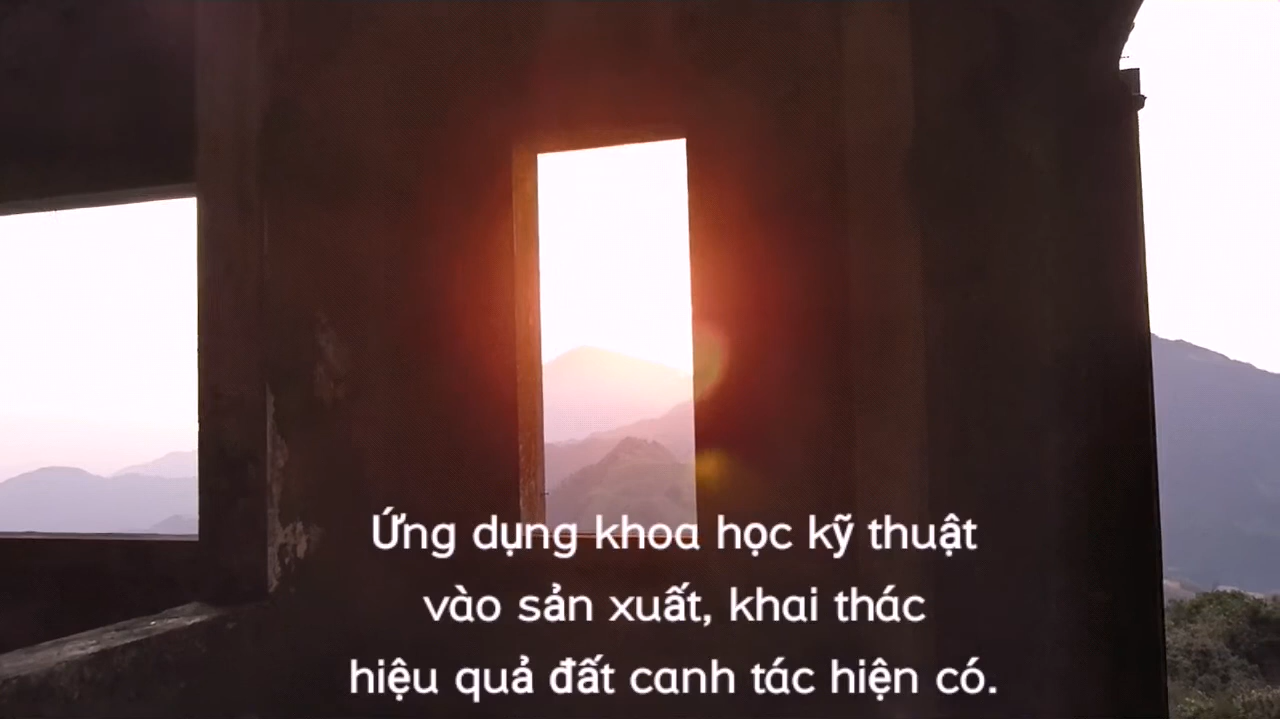 Ứng dụng khoa học kỹ thuật
vào sản xuất, khai thác
hiệu quả đất canh tác hiện có.